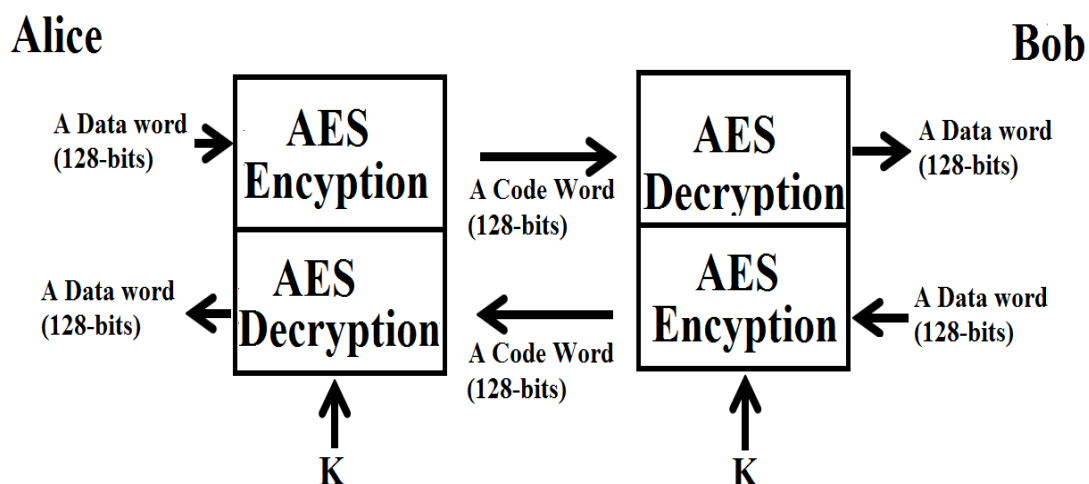 Alice
Bob
A Data word
(128-bits)
AES
Encyption
A Code Word
(128-bits)
AES
Decryption
A Data word
(128-bits)
A Data word
(128-bits)
AES
Decryption
A Code Word
(128-bits)
AES
Encyption
A Data word
(128-bits)
K
K